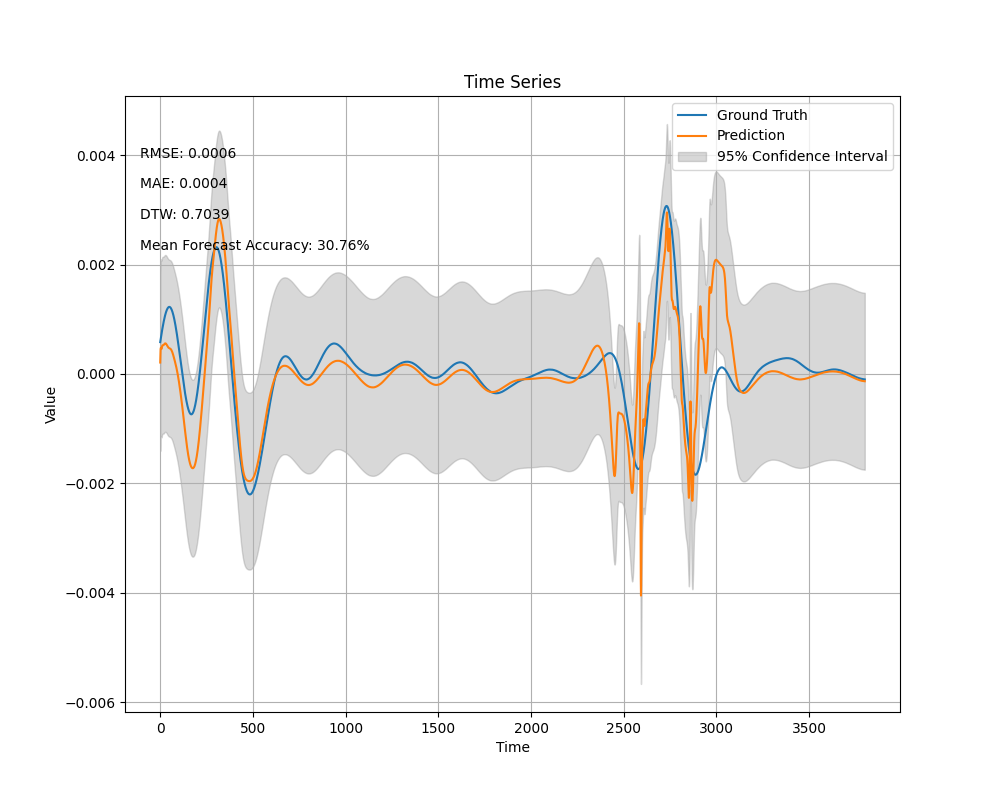 Time Series
Ground Truth
Prediction
95% Confidence Interval
RMSE: 0.0006
MAE: 0.0004
DTW: 0.7039
Mean Forecast Accuracy: 30.76%
Value
0.004
0.002
0.000
−0.002
−0.004
−0.006
0 500 1000 1500 2000 2500 3000 3500
Time